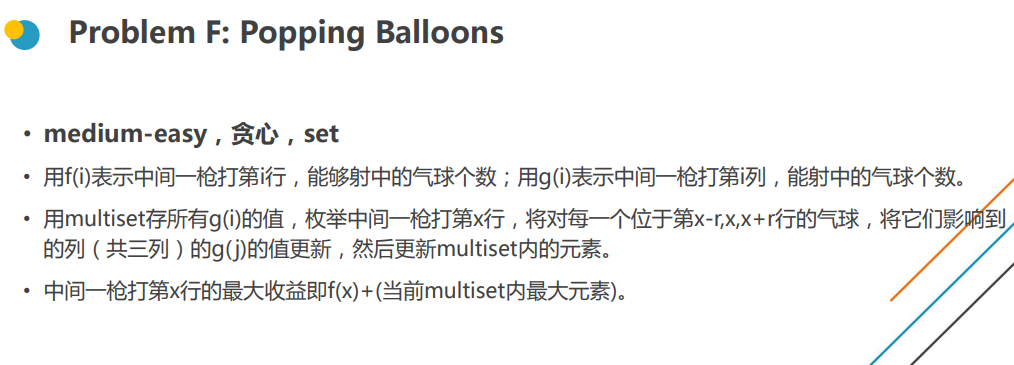 Problem F: Popping Balloons
• medium-easy，贪心，set
• 用f(i)表示中间一枪打第i行，能够射中的气球个数；用g(i)表示中间一枪打第i列，能射中的气球个数。
• 用multiset存所有g(i)的值，枚举中间一枪打第x行，将对每一个位于第x-r,x,x+r行的气球，将它们影响到
的列（共三列）的g(j)的值更新，然后更新multiset内的元素。
• 中间一枪打第x行的最大收益即f(x)+(当前multiset内最大元素)。